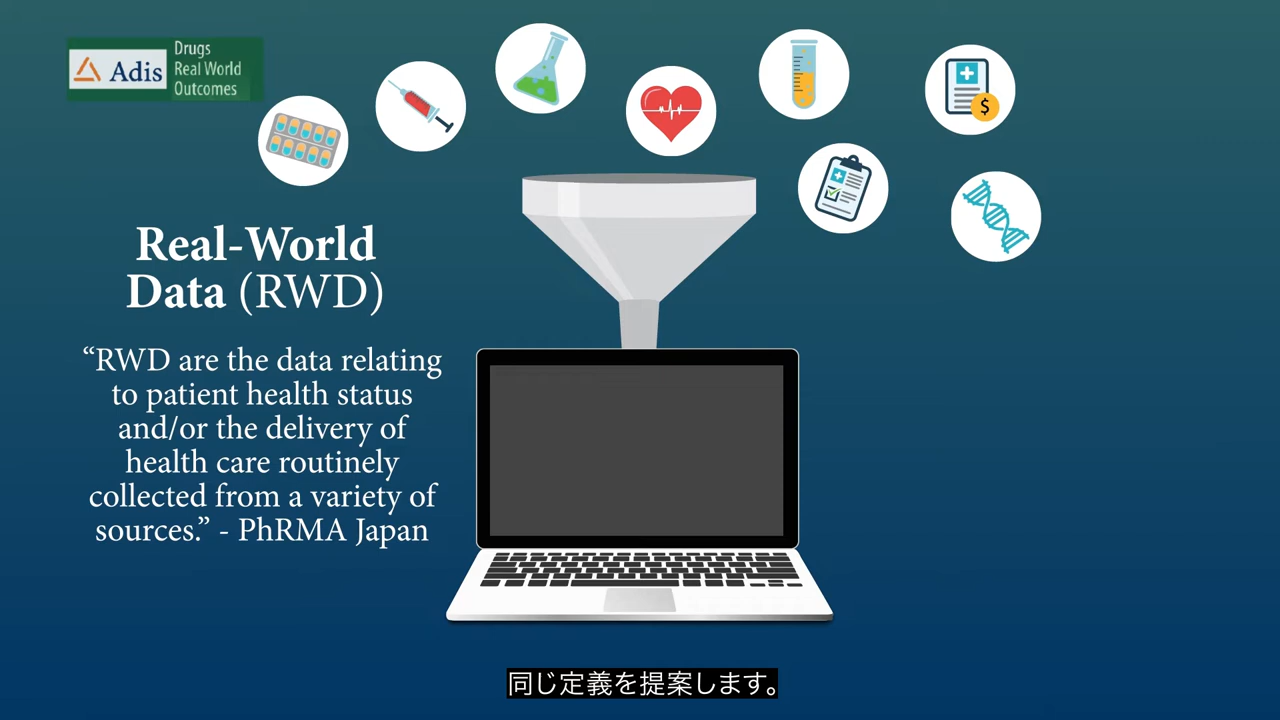 Adis
Drugs
Real World
Outcomes
$
Real-World
Data (RWD)
“RWD are the data relating
to patient health status
and/or the delivery of
health care routinely
collected from a variety of
sources.” - PhRMA Japan
同じ定義を提案します。